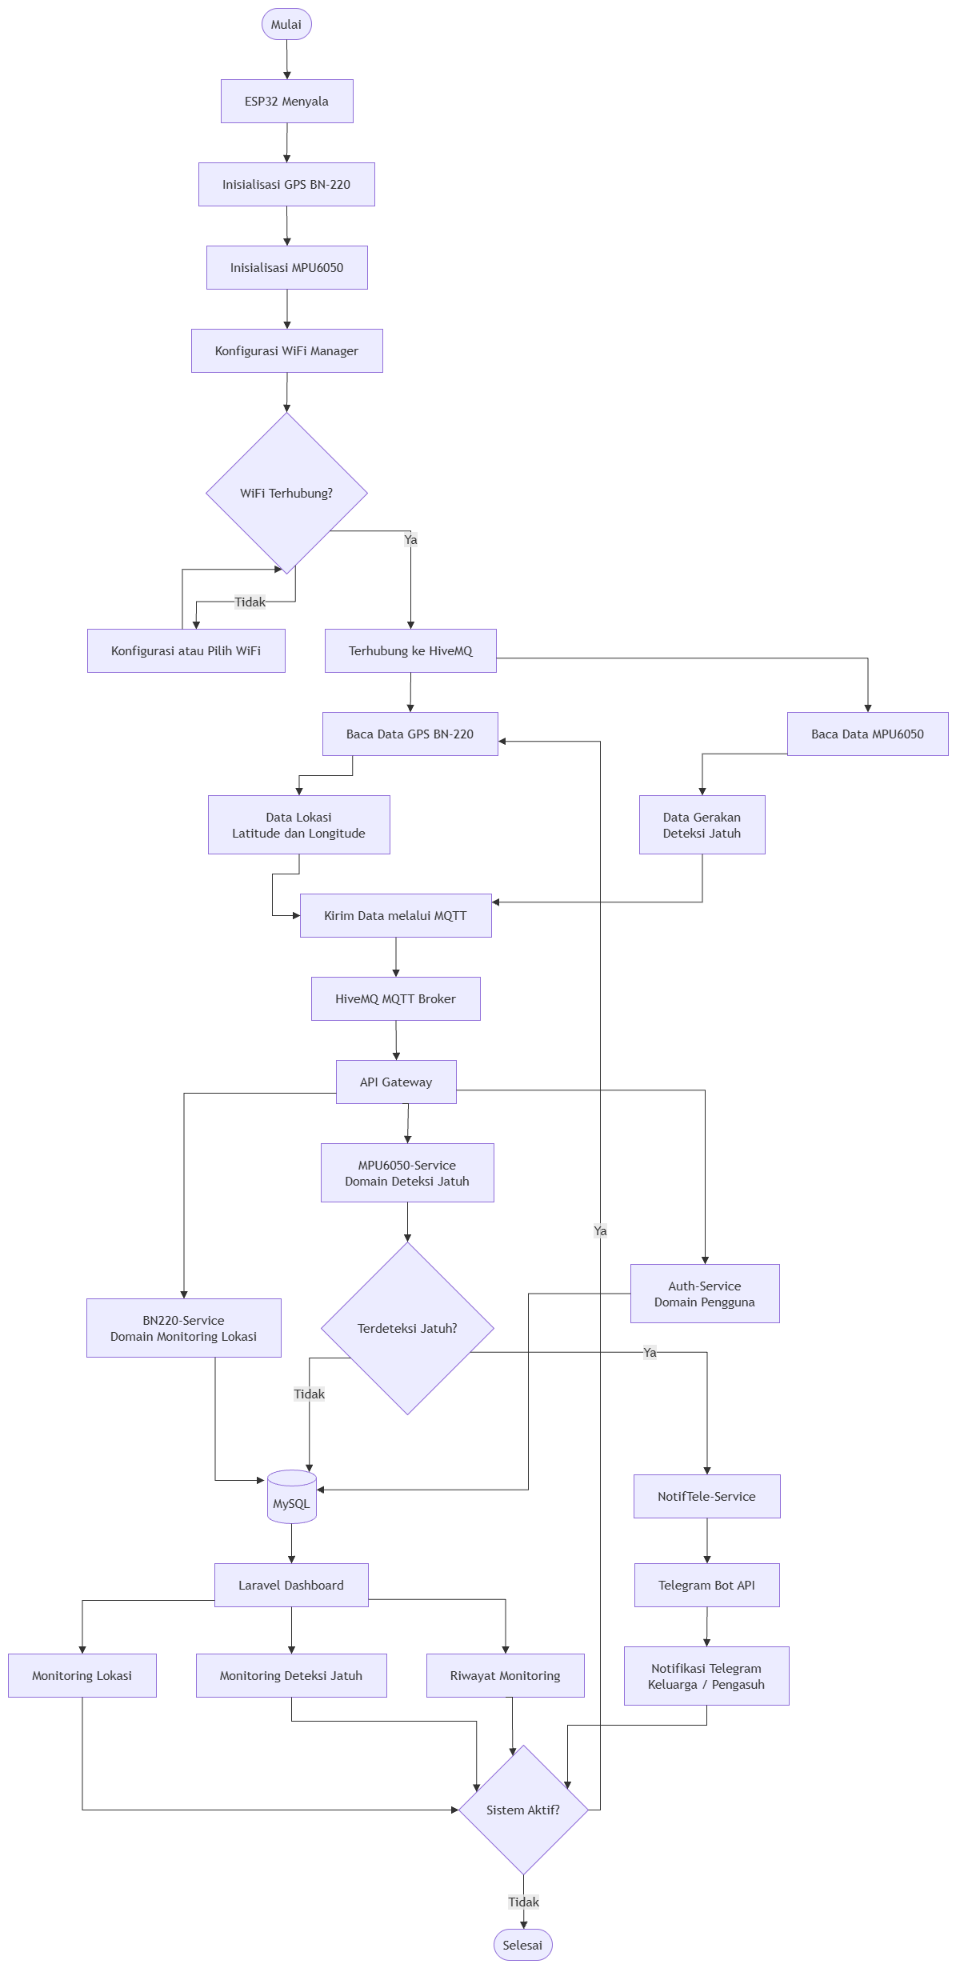 Mulai
ESP32 Menyala
Inisialisasi GPS BN-220
Inisialisasi MPU6050
Konfigurasi WiFi Manager
WiFi Terhubung?
Ya
Tidak
Konfigurasi atau Pilih WiFi
Terhubung ke HiveMQ
Baca Data GPS BN-220
Baca Data MPU6050
Data Lokasi
Latitude dan Longitude
Data Gerakan
Deteksi Jatuh
Kirim Data melalui MQTT
HiveMQ MQTT Broker
API Gateway
MPU6050-Service
Domain Deteksi Jatuh
Ya
Auth-Service
Domain Pengguna
BN220-Service
Domain Monitoring Lokasi
Terdeteksi Jatuh?
Ya
Tidak
MySQL
NotifTele-Service
Laravel Dashboard
Telegram Bot API
Monitoring Lokasi
Monitoring Deteksi Jatuh
Riwayat Monitoring
Notifikasi Telegram
Keluarga / Pengasuh
Sistem Aktif?
Tidak
Selesai